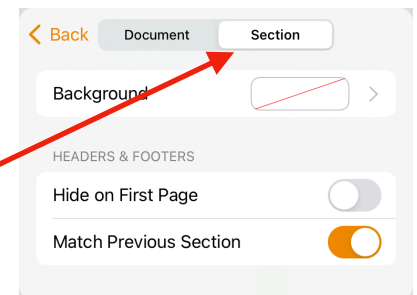 Back Document Section
Background
HEADERS & FOOTERS
Hide on First Page
Match Previous Section